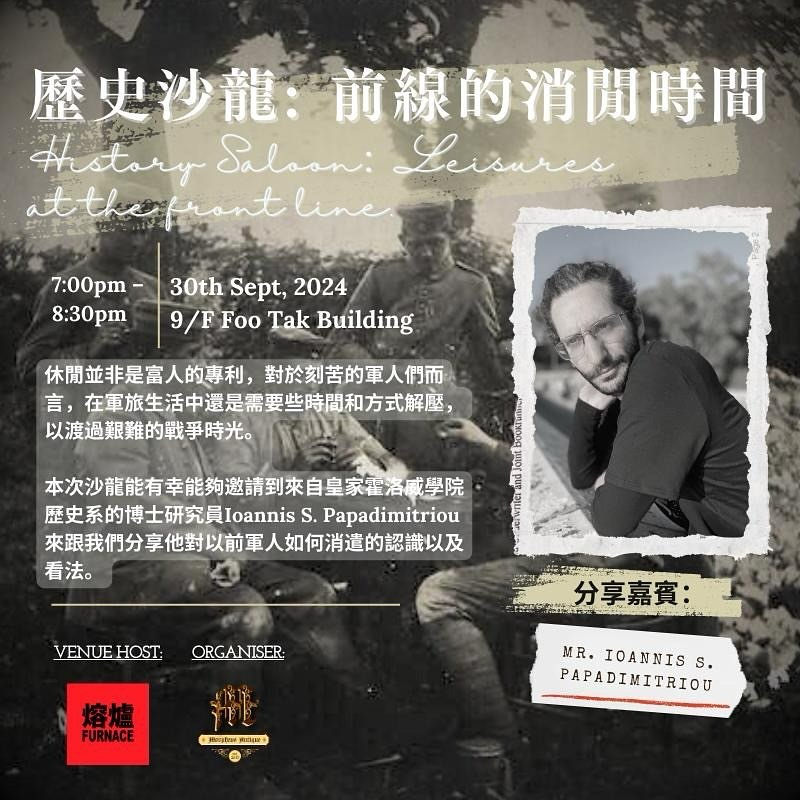 歷史沙龍: 前線的消閒時間
History Saloon: Leisures
at the front line.
7:00pm –
8:30pm
30th Sept, 2024
9/F Foo Tak Building
休閒並非是富人的專利，對於刻苦的軍人們而
言，在軍旅生活中還是需要些時間和方式解壓，
以渡過艱難的戰爭時光。
本次沙龍能有幸能夠邀請到來自皇家霍洛威學院
歷史系的博士研究員Ioannis S. Papadimitriou
來跟我們分享他對以前軍人如何消遣的認識以及
看法。
分享嘉賓：
MR. IOANNIS S.
PAPADIMITRIOU
VENUE HOST:
ORGANISER:
熔爐
FURNACE
Morpheus Antique